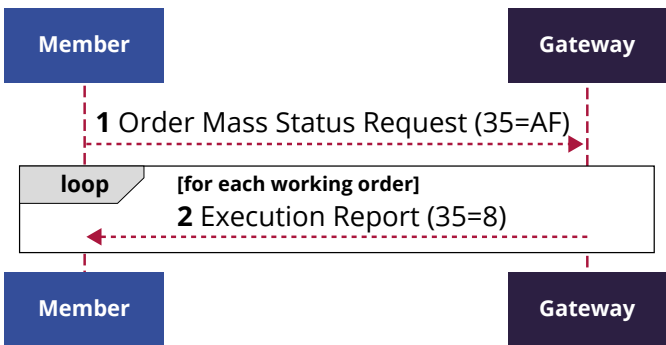 Member
Gateway
1 Order Mass Status Request (35=AF)
loop
[for each working order]
2 Execution Report (35=8)
Member
Gateway